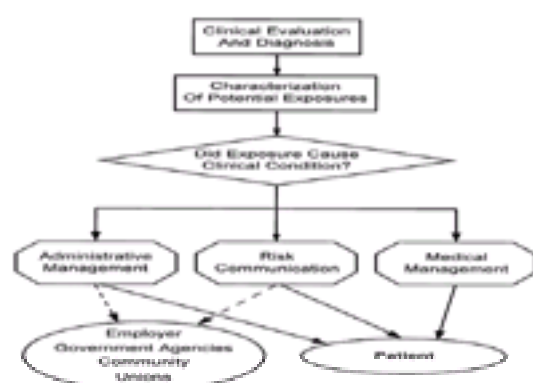 Clinical Evaluation
And Diagnosis
Characterization
Of Potential Exposures
Did Exposure Cause
Clinical Condition?
Administrative
Management
Risk
Communication
Medical
Management
Employer
Government Agencies
Community
Unions
Patient